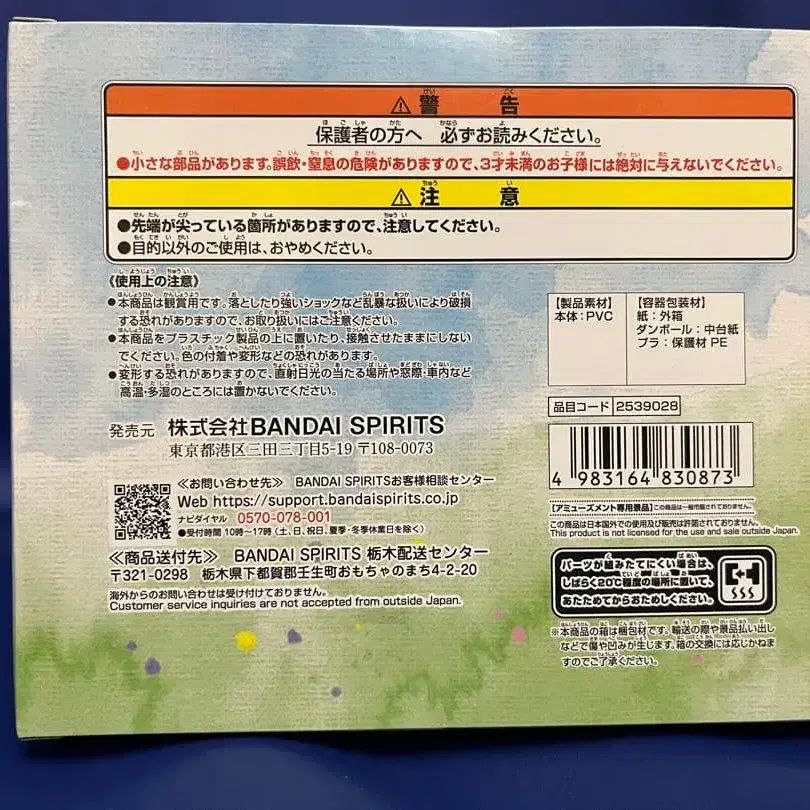 ⚠警告
保護者の方へ 必ずお読みください。
●小さな部品があります。誤飲・窒息の危険がありますので、3才未満のお子様には絶対に与えないでください。
⚠注意
●先端が尖っている箇所がありますので、注意してください。
●目的以外のご使用は、おやめください。
《使用上の注意》
●本商品は観賞用です。落としたり強いショックなど乱暴な扱いにより破損
する恐れがありますので、お取り扱いにはご注意ください。
●本商品をプラスチック製品の上に置いたり、接触させたままにしない
でください。色の付着や変形などの恐れがあります。
●変形する恐れがありますので、直射日光の当たる場所や窓際・車内など
高温・多湿のところには置かないでください。
発売元 株式会社BANDAI SPIRITS
東京都港区三田三丁目5-19 〒108-0073
≪お問い合わせ先≫ BANDAI SPIRITSお客様相談センター
Web https://support.bandaispirits.co.jp
ナビダイヤル 0570-078-001
●受付時間 10時〜17時(土、日、祝日、夏季・冬季休業日を除く)
≪商品送付先≫ BANDAI SPIRITS 栃木配送センター
〒321-0298 栃木県下都賀郡壬生町おもちゃのまち4-2-20
海外からのお問い合わせは受け付けておりません。
Customer service inquiries are not accepted from outside Japan.
【製品素材】
本体:PVC
【容器包装材】
紙:外箱
ダンボール:中台紙
プラ:保護材PE
品目コード 2539028
4 983164 830873
【アミューズメント専用景品】この商品は一般市販されておりません。
この商品は日本国外での使用及び販売は許諾されておりません。
This product is not licensed for the use and sale outside Japan.
パーツが組みたてにくい場合は、
しばらく20℃程度の場所に置いて、
あたためてからおためしください。
※本商品の箱は梱包材です。輸送の際や景品払い出し
などで傷や凹みが生じます。箱の交換には応じかねま
すのでご了承ください。